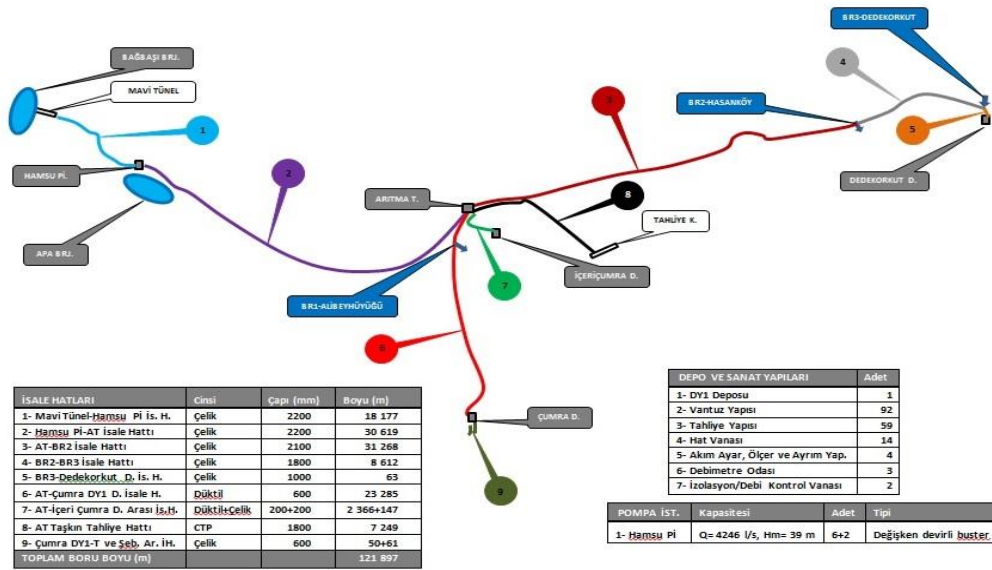 BR3-DEDEKORKUT
BAĞBAŞI BRJ.
4
MAVİ TÜNEL
3
BR2-HASANKÖY
1
5
HAMSU Pİ.
2
DEDEKORKUT D.
ARITMA T.
8
TAHLİYE K.
APA BRJ.
İÇERİÇUMRA D.
7
BR1-ALİBEYHÜYÜĞÜ
6
ÇUMRA D.
9
İSALE HATLARI Cinsi Çapı (mm) Boyu (m)
1- Mavi Tünel-Hamsu Pİ İs. H. Çelik 2200 18 177
2- Hamsu Pİ-AT İsale Hattı Çelik 2200 30 619
3- AT-BR2 İsale Hattı Çelik 2100 31 268
4- BR2-BR3 İsale Hattı Çelik 1800 8 612
5- BR3-Dedekorkut D. İs. H. Çelik 1000 63
6- AT-Çumra DY1 D. İsale H. Düktil 600 23 285
7- AT-İçeri Çumra D. Arası İs.H. Düktil+Çelik 200+200 2 366+147
8- AT Taşkın Tahliye Hattı CTP 1800 7 249
9- Çumra DY1-T ve Şeb. Ar. İH. Çelik 600 50+61
TOPLAM BORU BOYU (m) 121 897
DEPO VE SANAT YAPILARI Adet
1- DY1 Deposu 1
2- Vantuz Yapısı 92
3- Tahliye Yapısı 59
4- Hat Vanası 14
5- Akım Ayar, Ölçer ve Ayrım Yap. 4
6- Debimetre Odası 3
7- İzolasyon/Debi Kontrol Vanası 2
POMPA İST. Kapasitesi Adet Tipi
1- Hamsu Pİ Q= 4246 l/s, Hm= 39 m 6+2 Değişken devirli buster